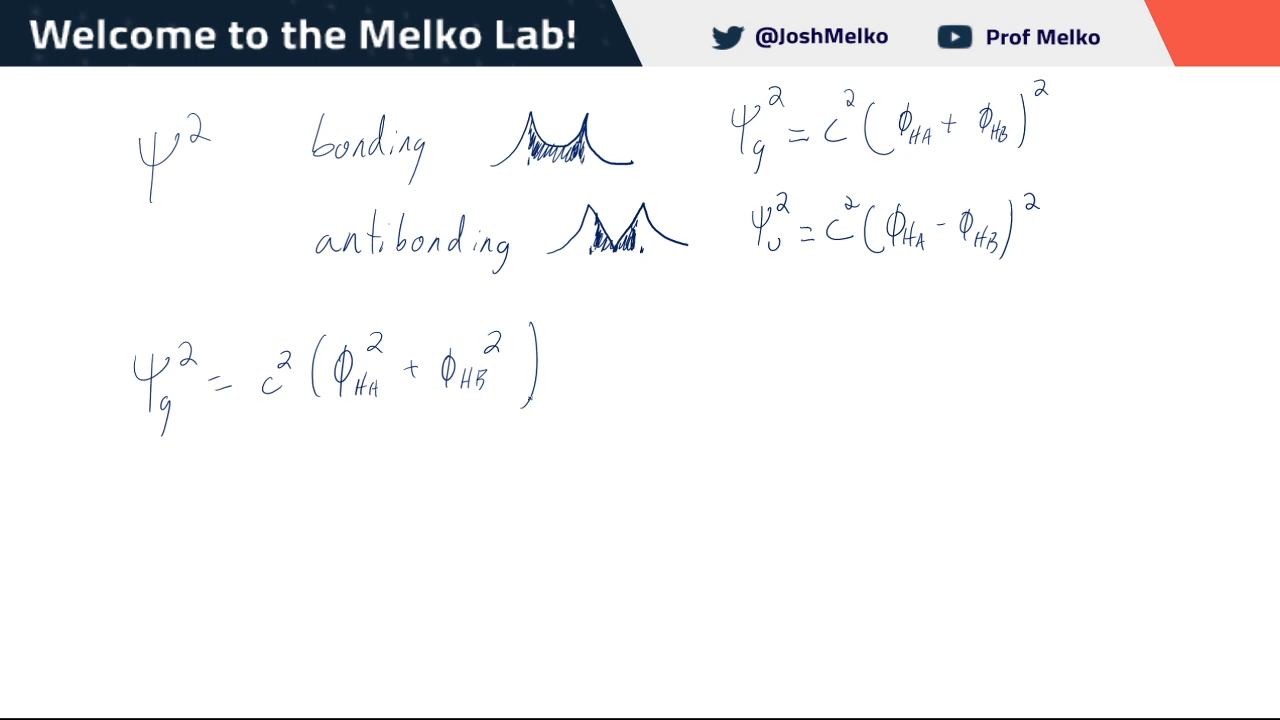 Welcome to the Melko Lab! @JoshMelko Prof Melko
Ψ² bonding Ψg² = c² (ϕHA + ϕHB)²
antibonding Ψu² = c² (ϕHA - ϕHB)²
Ψg² = c² (ϕHA² + ϕHB² )